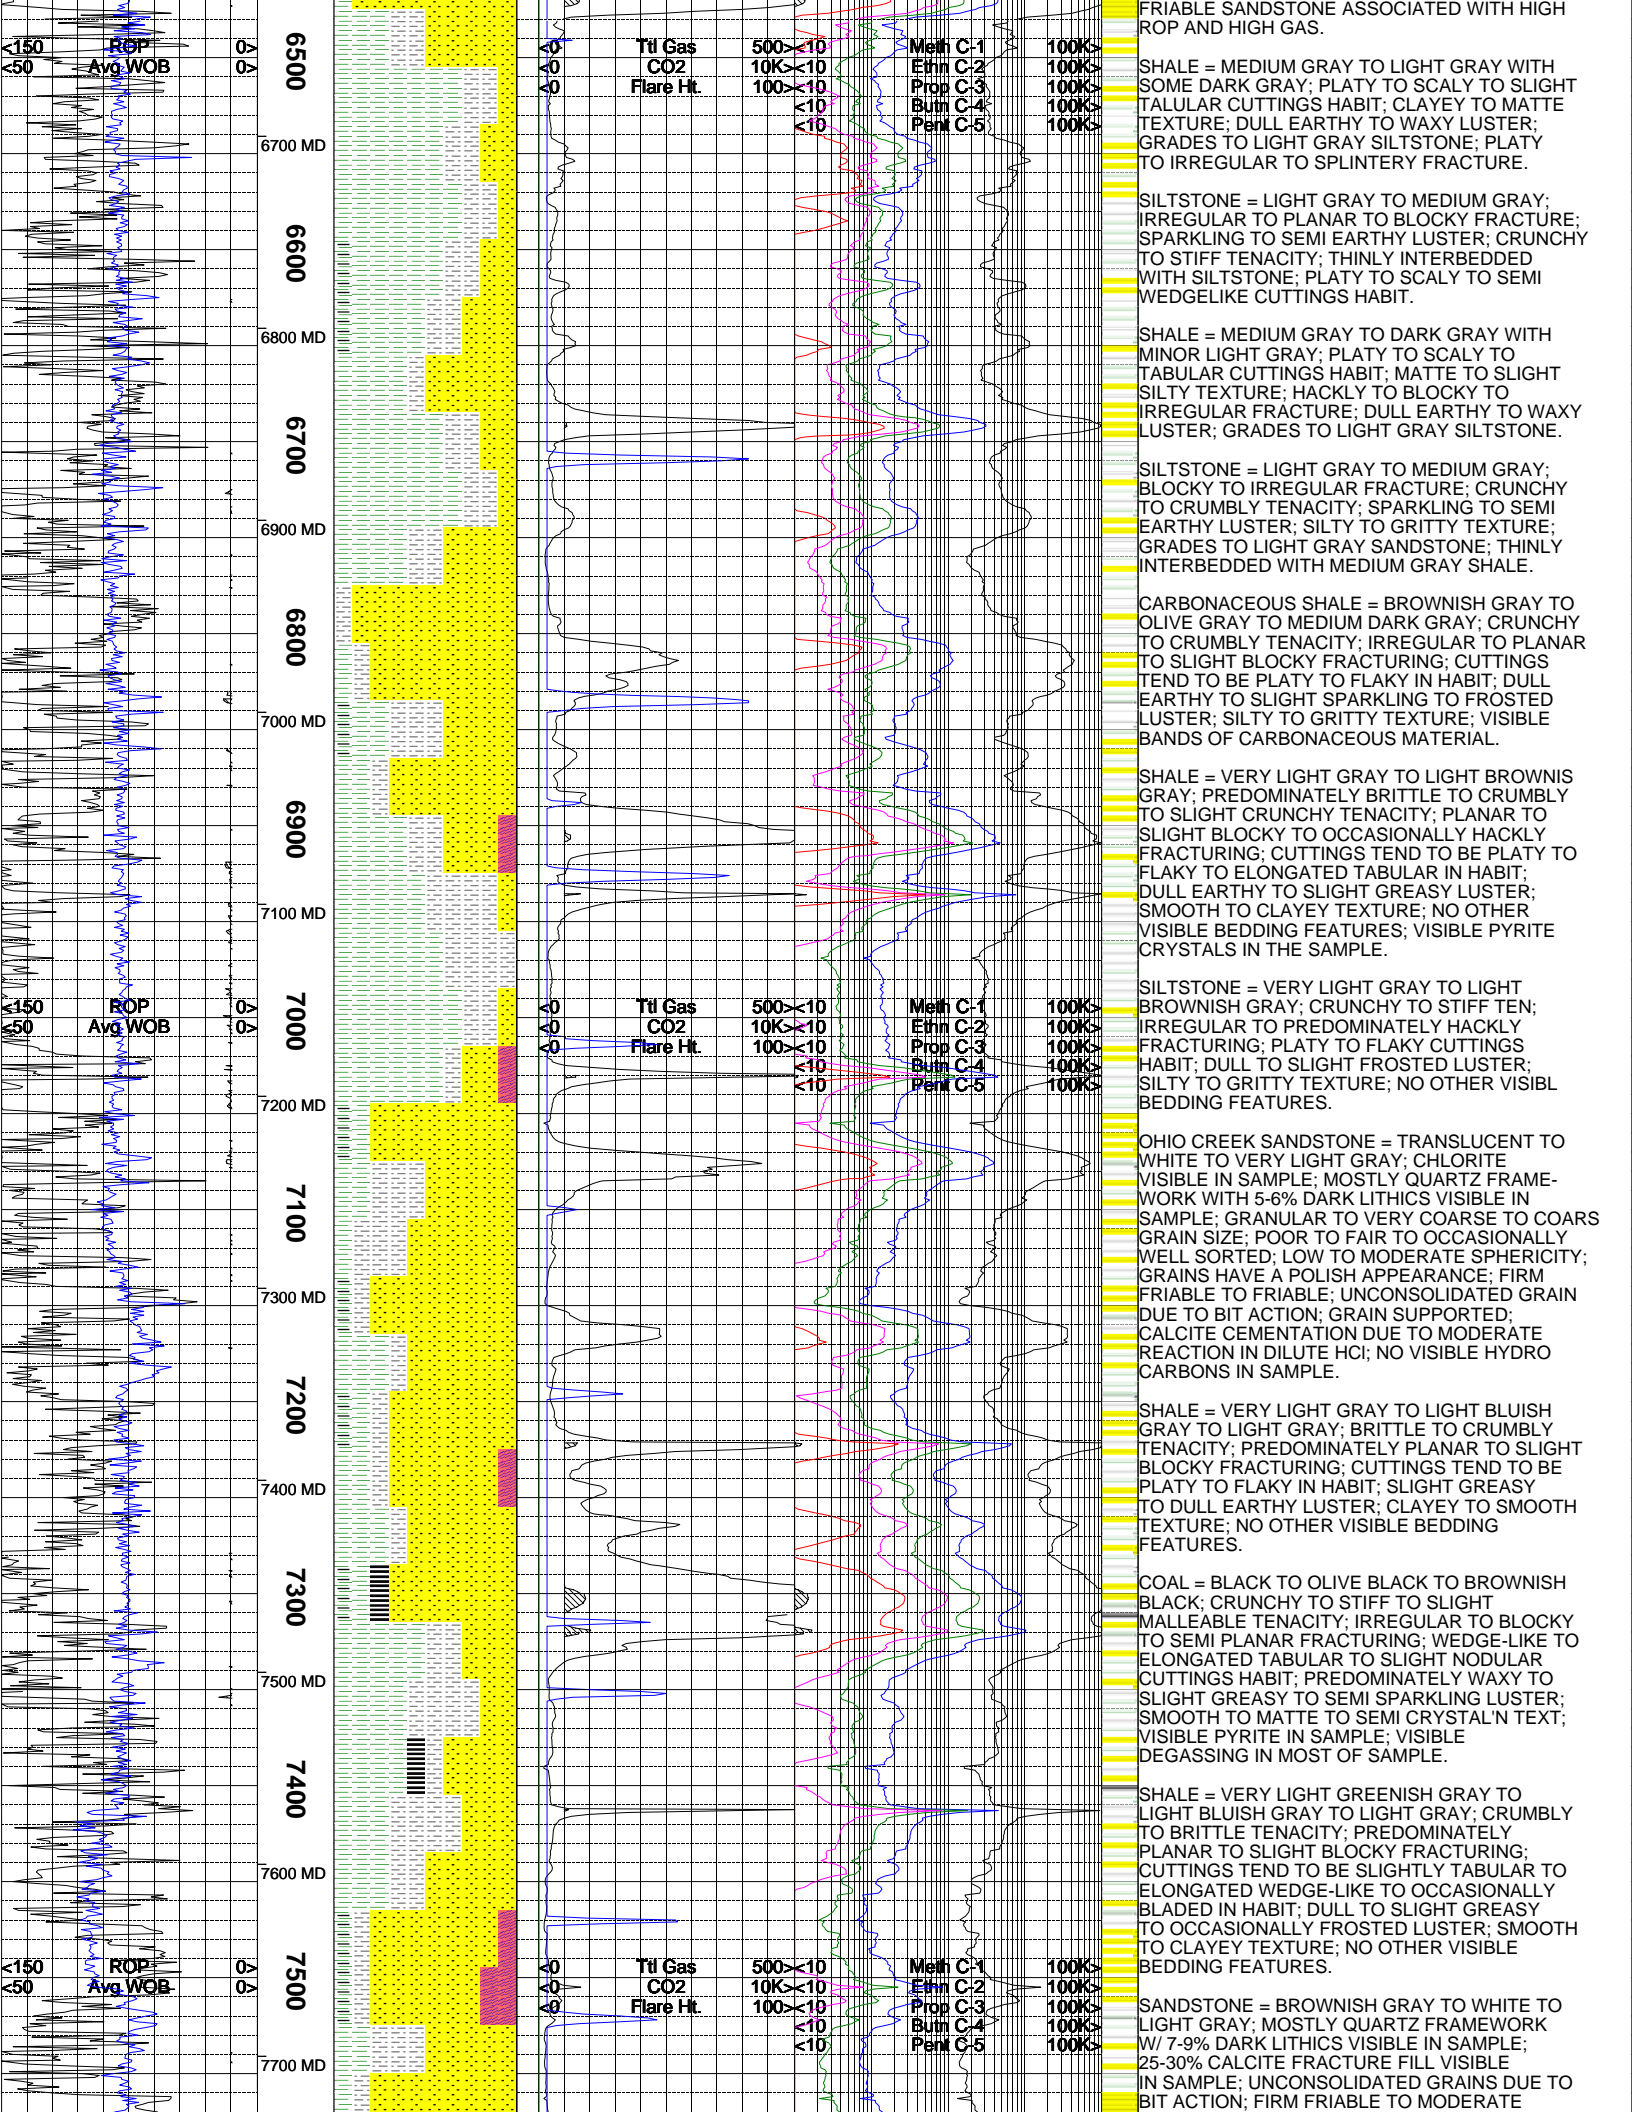 FRIABLE SANDSTONE ASSOCIATED WITH HIGH
ROP AND HIGH GAS.
<150 ROP 0>
<50 Avg WOB 0>
6500
<0 Ttl Gas 500>
<0 CO2 10K>
<0 Flare Ht. 100>
<10 Meth C-1 100K>
<10 Ethn C-2 100K>
<10 Prop C-3 100K>
<10 Butn C-4 100K>
<10 Pent C-5 100K>
SHALE = MEDIUM GRAY TO LIGHT GRAY WITH
SOME DARK GRAY; PLATY TO SCALY TO SLIGHT
TALULAR CUTTINGS HABIT; CLAYEY TO MATTE
TEXTURE; DULL EARTHY TO WAXY LUSTER;
GRADES TO LIGHT GRAY SILTSTONE; PLATY
TO IRREGULAR TO SPLINTERY FRACTURE.
6700 MD
SILTSTONE = LIGHT GRAY TO MEDIUM GRAY;
IRREGULAR TO PLANAR TO BLOCKY FRACTURE;
SPARKLING TO SEMI EARTHY LUSTER; CRUNCHY
TO STIFF TENACITY; THINLY INTERBEDDED
WITH SILTSTONE; PLATY TO SCALY TO SEMI
WEDGELIKE CUTTINGS HABIT.
6600
6800 MD
SHALE = MEDIUM GRAY TO DARK GRAY WITH
MINOR LIGHT GRAY; PLATY TO SCALY TO
TABULAR CUTTINGS HABIT; MATTE TO SLIGHT
SILTY TEXTURE; HACKLY TO BLOCKY TO
IRREGULAR FRACTURE; DULL EARTHY TO WAXY
LUSTER; GRADES TO LIGHT GRAY SILTSTONE.
6700
SILTSTONE = LIGHT GRAY TO MEDIUM GRAY;
BLOCKY TO IRREGULAR FRACTURE; CRUNCHY
TO CRUMBLY TENACITY; SPARKLING TO SEMI
EARTHY LUSTER; SILTY TO GRITTY TEXTURE;
GRADES TO LIGHT GRAY SANDSTONE; THINLY
INTERBEDDED WITH MEDIUM GRAY SHALE.
6900 MD
CARBONACEOUS SHALE = BROWNISH GRAY TO
OLIVE GRAY TO MEDIUM DARK GRAY; CRUNCHY
TO CRUMBLY TENACITY; IRREGULAR TO PLANAR
TO SLIGHT BLOCKY FRACTURING; CUTTINGS
TEND TO BE PLATY TO FLAKY IN HABIT; DULL
EARTHY TO SLIGHT SPARKLING TO FROSTED
LUSTER; SILTY TO GRITTY TEXTURE; VISIBLE
BANDS OF CARBONACEOUS MATERIAL.
6800
7000 MD
SHALE = VERY LIGHT GRAY TO LIGHT BROWNIS
GRAY; PREDOMINATELY BRITTLE TO CRUMBLY
TO SLIGHT CRUNCHY TENACITY; PLANAR TO
SLIGHT BLOCKY TO OCCASIONALLY HACKLY
FRACTURING; CUTTINGS TEND TO BE PLATY TO
FLAKY TO ELONGATED TABULAR IN HABIT;
DULL EARTHY TO SLIGHT GREASY LUSTER;
SMOOTH TO CLAYEY TEXTURE; NO OTHER
VISIBLE BEDDING FEATURES; VISIBLE PYRITE
CRYSTALS IN THE SAMPLE.
6900
7100 MD
<150 ROP 0>
<50 Avg WOB 0>
7000
<0 Ttl Gas 500>
<0 CO2 10K>
<0 Flare Ht. 100>
<10 Meth C-1 100K>
<10 Ethn C-2 100K>
<10 Prop C-3 100K>
<10 Butn C-4 100K>
<10 Pent C-5 100K>
SILTSTONE = VERY LIGHT GRAY TO LIGHT
BROWNISH GRAY; CRUNCHY TO STIFF TEN;
IRREGULAR TO PREDOMINATELY HACKLY
FRACTURING; PLATY TO FLAKY CUTTINGS
HABIT; DULL TO SLIGHT FROSTED LUSTER;
SILTY TO GRITTY TEXTURE; NO OTHER VISIBL
BEDDING FEATURES.
7200 MD
OHIO CREEK SANDSTONE = TRANSLUCENT TO
WHITE TO VERY LIGHT GRAY; CHLORITE
VISIBLE IN SAMPLE; MOSTLY QUARTZ FRAME-
WORK WITH 5-6% DARK LITHICS VISIBLE IN
SAMPLE; GRANULAR TO VERY COARSE TO COARS
GRAIN SIZE; POOR TO FAIR TO OCCASIONALLY
WELL SORTED; LOW TO MODERATE SPHERICITY;
GRAINS HAVE A POLISH APPEARANCE; FIRM
FRIABLE TO FRIABLE; UNCONSOLIDATED GRAIN
DUE TO BIT ACTION; GRAIN SUPPORTED;
CALCITE CEMENTATION DUE TO MODERATE
REACTION IN DILUTE HCl; NO VISIBLE HYDRO
CARBONS IN SAMPLE.
7100
7300 MD
SHALE = VERY LIGHT GRAY TO LIGHT BLUISH
GRAY TO LIGHT GRAY; BRITTLE TO CRUMBLY
TENACITY; PREDOMINATELY PLANAR TO SLIGHT
BLOCKY FRACTURING; CUTTINGS TEND TO BE
PLATY TO FLAKY IN HABIT; SLIGHT GREASY
TO DULL EARTHY LUSTER; CLAYEY TO SMOOTH
TEXTURE; NO OTHER VISIBLE BEDDING
FEATURES.
7200
7400 MD
COAL = BLACK TO OLIVE BLACK TO BROWNISH
BLACK; CRUNCHY TO STIFF TO SLIGHT
MALLEABLE TENACITY; IRREGULAR TO BLOCKY
TO SEMI PLANAR FRACTURING; WEDGE-LIKE TO
ELONGATED TABULAR TO SLIGHT NODULAR
CUTTINGS HABIT; PREDOMINATELY WAXY TO
SLIGHT GREASY TO SEMI SPARKLING LUSTER;
SMOOTH TO MATTE TO SEMI CRYSTAL'N TEXT;
VISIBLE PYRITE IN SAMPLE; VISIBLE
DEGASSING IN MOST OF SAMPLE.
7300
7500 MD
SHALE = VERY LIGHT GREENISH GRAY TO
LIGHT BLUISH GRAY TO LIGHT GRAY; CRUMBLY
TO BRITTLE TENACITY; PREDOMINATELY
PLANAR TO SLIGHT BLOCKY FRACTURING;
CUTTINGS TEND TO BE SLIGHTLY TABULAR TO
ELONGATED WEDGE-LIKE TO OCCASIONALLY
BLADED IN HABIT; DULL TO SLIGHT GREASY
TO OCCASIONALLY FROSTED LUSTER; SMOOTH
TO CLAYEY TEXTURE; NO OTHER VISIBLE
BEDDING FEATURES.
7400
7600 MD
<150 ROP 0>
<50 Avg WOB 0>
7500
<0 Ttl Gas 500>
<0 CO2 10K>
<0 Flare Ht. 100>
<10 Meth C-1 100K>
<10 Ethn C-2 100K>
<10 Prop C-3 100K>
<10 Butn C-4 100K>
<10 Pent C-5 100K>
SANDSTONE = BROWNISH GRAY TO WHITE TO
LIGHT GRAY; MOSTLY QUARTZ FRAMEWORK
W/ 7-9% DARK LITHICS VISIBLE IN SAMPLE;
25-30% CALCITE FRACTURE FILL VISIBLE
IN SAMPLE; UNCONSOLIDATED GRAINS DUE TO
BIT ACTION; FIRM FRIABLE TO MODERATE
7700 MD